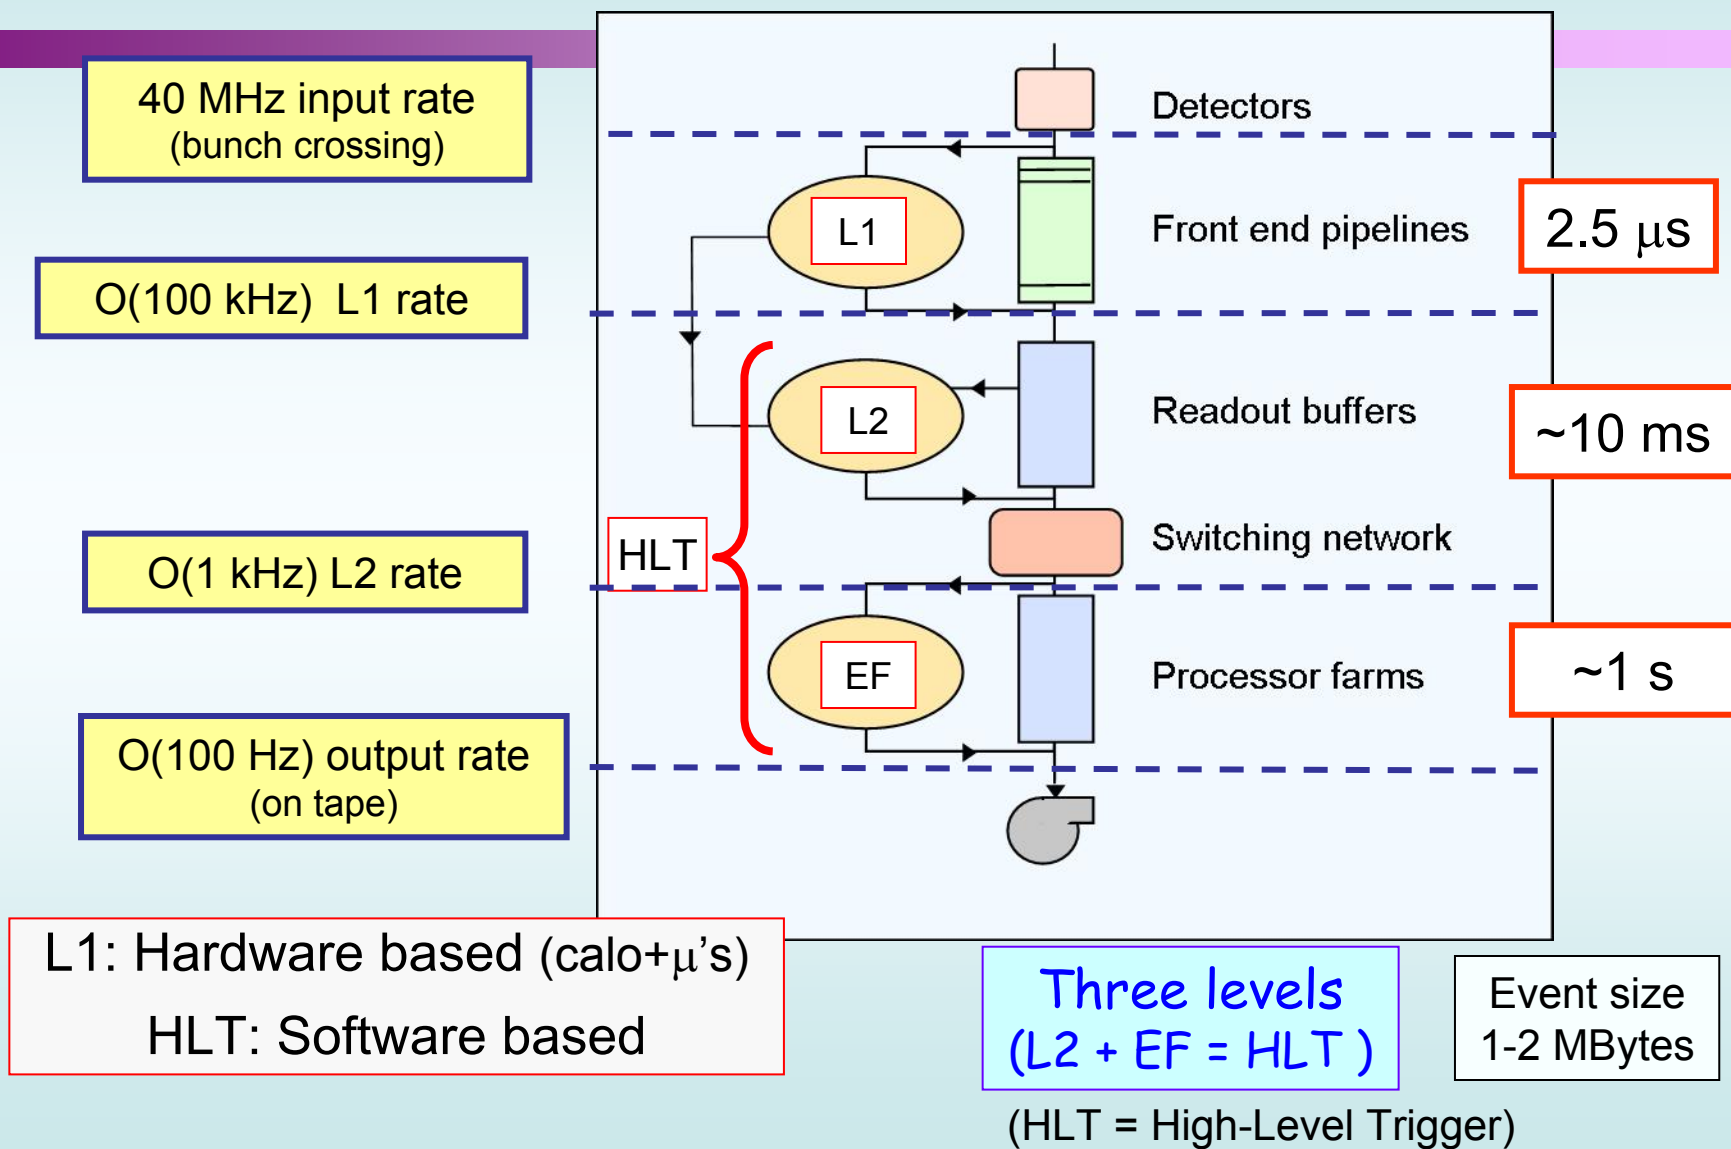 40 MHz input rate
(bunch crossing)
Detectors
L1
Front end pipelines
2.5 μs
O(100 kHz)  L1 rate
L2
Readout buffers
~10 ms
HLT
Switching network
O(1 kHz) L2 rate
EF
Processor farms
~1 s
O(100 Hz) output rate
(on tape)
L1: Hardware based (calo+μ’s)
HLT: Software based
Three levels
(L2 + EF = HLT )
Event size
1-2 MBytes
(HLT = High-Level Trigger)